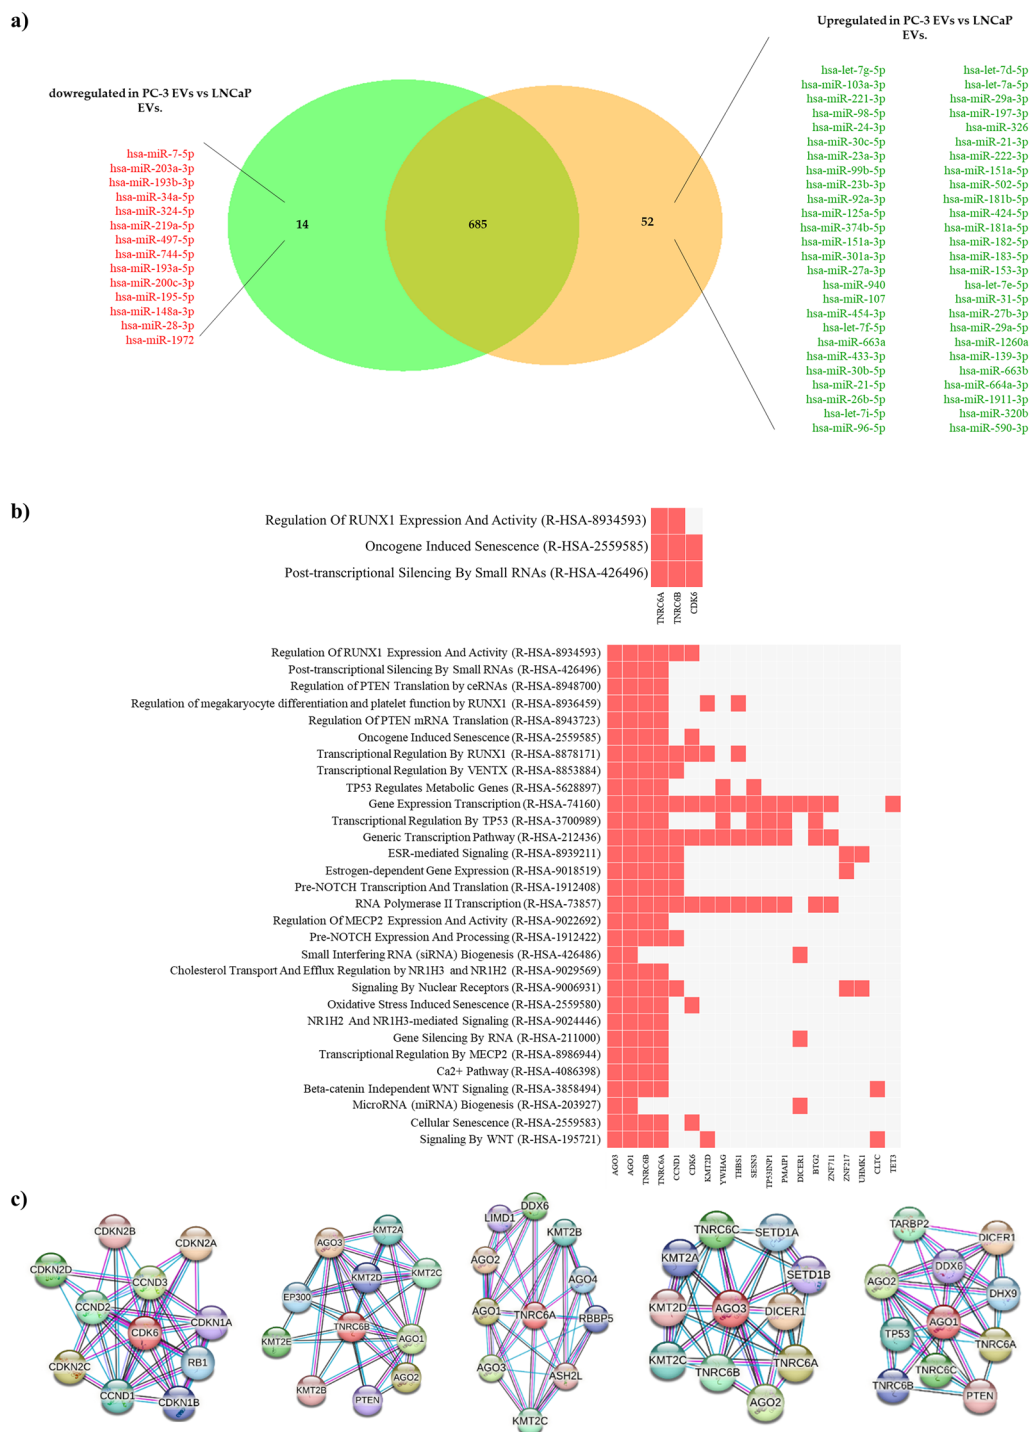 a)
Upregulated in PC-3 EVs vs LNCaP
EVs.
dowregulated in PC-3 EVs vs LNCaP
EVs.
hsa-miR-7-5p
hsa-miR-203a-3p
hsa-miR-193b-3p
hsa-miR-34a-5p
hsa-miR-324-5p
hsa-miR-219a-5p
hsa-miR-497-5p
hsa-miR-744-5p
hsa-miR-193a-5p
hsa-miR-200c-3p
hsa-miR-195-5p
hsa-miR-148a-3p
hsa-miR-28-3p
hsa-miR-1972
14
685
52
hsa-let-7g-5p
hsa-miR-103a-3p
hsa-miR-221-3p
hsa-miR-98-5p
hsa-miR-24-3p
hsa-miR-30c-5p
hsa-miR-23a-3p
hsa-miR-99b-5p
hsa-miR-23b-3p
hsa-miR-92a-3p
hsa-miR-125a-5p
hsa-miR-374b-5p
hsa-miR-151a-3p
hsa-miR-301a-3p
hsa-miR-27a-3p
hsa-miR-940
hsa-miR-107
hsa-miR-454-3p
hsa-let-7f-5p
hsa-miR-663a
hsa-miR-433-3p
hsa-miR-30b-5p
hsa-miR-21-5p
hsa-miR-26b-5p
hsa-let-7i-5p
hsa-miR-96-5p
hsa-let-7d-5p
hsa-let-7a-5p
hsa-miR-29a-3p
hsa-miR-197-3p
hsa-miR-326
hsa-miR-21-3p
hsa-miR-222-3p
hsa-miR-151a-5p
hsa-miR-502-5p
hsa-miR-181b-5p
hsa-miR-424-5p
hsa-miR-181a-5p
hsa-miR-182-5p
hsa-miR-183-5p
hsa-miR-153-3p
hsa-let-7e-5p
hsa-miR-31-5p
hsa-miR-27b-3p
hsa-miR-29a-5p
hsa-miR-1260a
hsa-miR-139-3p
hsa-miR-663b
hsa-miR-664a-3p
hsa-miR-1911-3p
hsa-miR-320b
hsa-miR-590-3p
b)
Regulation Of RUNX1 Expression And Activity (R-HSA-8934593)
Oncogene Induced Senescence (R-HSA-2559585)
Post-transcriptional Silencing By Small RNAs (R-HSA-426496)
TNRC6A
TNRC6B
CDK6
Regulation Of RUNX1 Expression And Activity (R-HSA-8934593)
Post-transcriptional Silencing By Small RNAs (R-HSA-426496)
Regulation of PTEN Translation by ceRNAs (R-HSA-8948700)
Regulation of megakaryocyte differentiation and platelet function by RUNX1 (R-HSA-8936459)
Regulation Of PTEN mRNA Translation (R-HSA-8943723)
Oncogene Induced Senescence (R-HSA-2559585)
Transcriptional Regulation By RUNX1 (R-HSA-8878171)
Transcriptional Regulation By VENTX (R-HSA-8853884)
TP53 Regulates Metabolic Genes (R-HSA-5628897)
Gene Expression Transcription (R-HSA-74160)
Transcriptional Regulation By TP53 (R-HSA-3700989)
Generic Transcription Pathway (R-HSA-212436)
ESR-mediated Signaling (R-HSA-8939211)
Estrogen-dependent Gene Expression (R-HSA-9018519)
Pre-NOTCH Transcription And Translation (R-HSA-1912408)
RNA Polymerase II Transcription (R-HSA-73857)
Regulation Of MECP2 Expression And Activity (R-HSA-9022692)
Pre-NOTCH Expression And Processing (R-HSA-1912422)
Small Interfering RNA (siRNA) Biogenesis (R-HSA-426486)
Cholesterol Transport And Efflux Regulation by NR1H3 and NR1H2 (R-HSA-9029569)
Signaling By Nuclear Receptors (R-HSA-9006931)
Oxidative Stress Induced Senescence (R-HSA-2559580)
NR1H2 And NR1H3-mediated Signaling (R-HSA-9024446)
Gene Silencing By RNA (R-HSA-211000)
Transcriptional Regulation By MECP2 (R-HSA-8986944)
Ca2+ Pathway (R-HSA-4086398)
Beta-catenin Independent WNT Signaling (R-HSA-3858494)
MicroRNA (miRNA) Biogenesis (R-HSA-203927)
Cellular Senescence (R-HSA-2559583)
Signaling By WNT (R-HSA-195721)
AGO3
AGO1
TNRC6B
TNRC6A
CCND1
CDK6
KMT2D
YWHAG
THBS1
SESN3
TP53INP1
PMAIP1
DICER1
BTG2
ZNF711
ZNF217
UHMK1
CLTC
TET3
c)
CDKN2B
CDKN2A
CDKN2D
CCND3
CCND2
CDK6
CDKN1A
CDKN2C
RB1
CCND1
CDKN1B
KMT2A
AGO3
KMT2D
KMT2C
EP300
TNRC6B
KMT2E
AGO1
AGO2
KMT2B
PTEN
DDX6
LIMD1
KMT2B
AGO2
AGO4
AGO1
TNRC6A
RBBP5
AGO3
ASH2L
KMT2C
TNRC6C
SETD1A
KMT2A
SETD1B
KMT2D
AGO3
DICER1
KMT2C
TNRC6B
TNRC6A
AGO2
TARBP2
DICER1
AGO2
DDX6
DHX9
AGO1
TP53
TNRC6A
TNRC6C
TNRC6B
PTEN